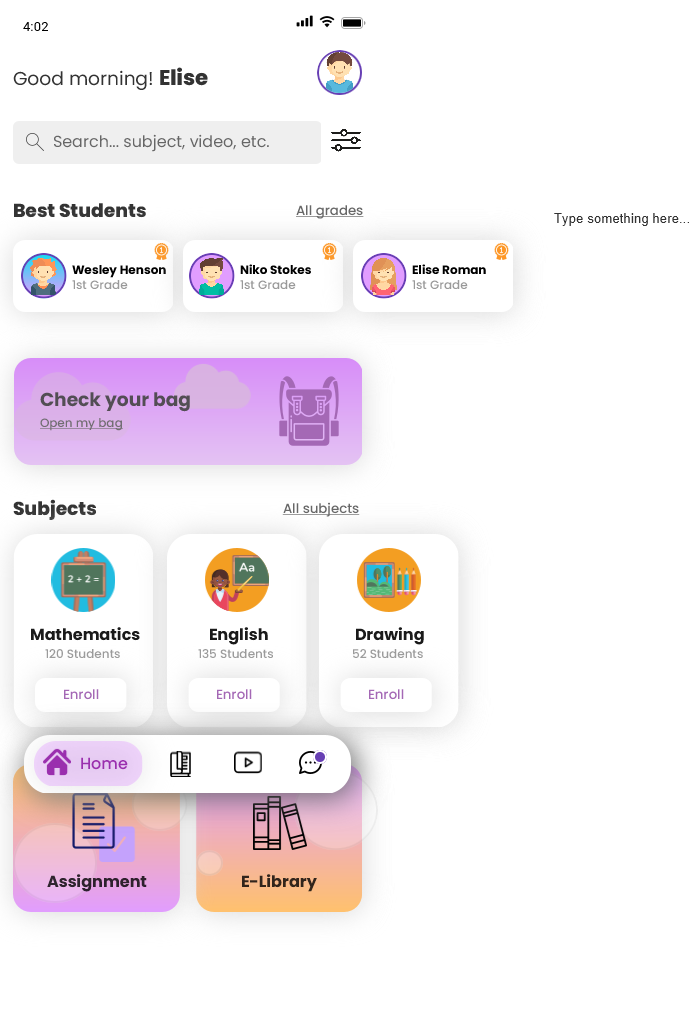 4:02
Good morning! Elise
Search... subject, video, etc.
Best Students
All grades
Type something here...
1
1
1
Wesley Henson
1st Grade
Niko Stokes
1st Grade
Elise Roman
1st Grade
Check your bag
Open my bag
Subjects
All subjects
2 + 2 =
Aa
Mathematics
120 Students
Enroll
English
135 Students
Enroll
Drawing
52 Students
Enroll
Home
Assignment
E-Library